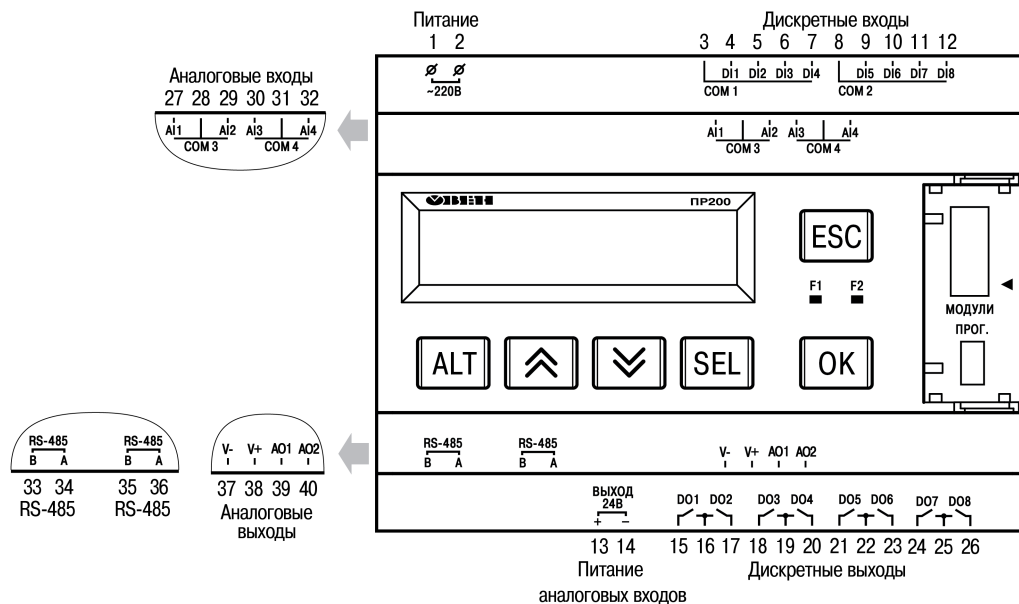 Питание
1 2
~220В
Дискретные входы
3 4 5 6 7 8 9 10 11 12
DI1 DI2 DI3 DI4 DI5 DI6 DI7 DI8
COM 1 COM 2
Аналоговые входы
27 28 29 30 31 32
AI1 AI2 AI3 AI4
COM 3 COM 4
AI1 AI2 AI3 AI4
COM 3 COM 4
ОВЕН ПР200
ESC
F1 F2
МОДУЛИ
ПРОГ.
ALT SEL OK
RS-485 RS-485
B A B A
33 34 35 36
RS-485 RS-485
V- V+ AO1 AO2
37 38 39 40
Аналоговые
выходы
RS-485 RS-485
B A B A
V- V+ AO1 AO2
ВЫХОД
24В
+ −
13 14
Питание
аналоговых входов
DO1 DO2 DO3 DO4 DO5 DO6 DO7 DO8
15 16 17 18 19 20 21 22 23 24 25 26
Дискретные выходы